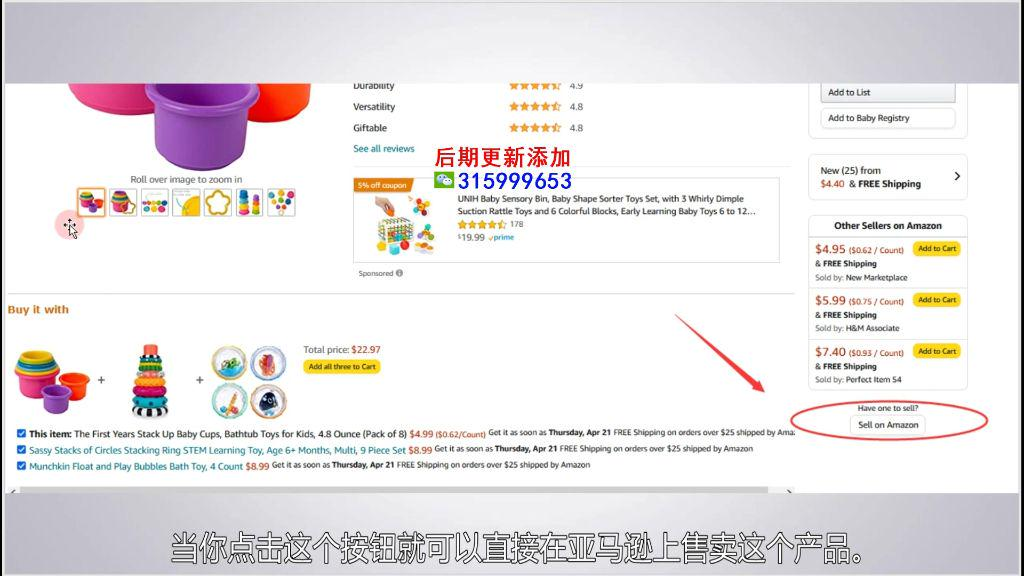 Durability 4.9
Versatility 4.8
Giftable 4.8
See all reviews
后期更新添加
315999653
Roll over image to zoom in
5% off coupon
UNIH Baby Sensory Bin, Baby Shape Sorter Toys Set, with 3 Whirly Dimple
Suction Rattle Toys and 6 Colorful Blocks, Early Learning Baby Toys 6 to 12...
178
$19.99 prime
Sponsored
Add to List
Add to Baby Registry
New (25) from
$4.40 & FREE Shipping
Other Sellers on Amazon
$4.95 ($0.62 / Count) Add to Cart
& FREE Shipping
Sold by: New Marketplace
$5.99 ($0.75 / Count) Add to Cart
& FREE Shipping
Sold by: H&M Associate
$7.40 ($0.93 / Count) Add to Cart
& FREE Shipping
Sold by: Perfect Item 54
Have one to sell?
Sell on Amazon
Buy it with
Total price: $22.97
Add all three to Cart
This item: The First Years Stack Up Baby Cups, Bathtub Toys for Kids, 4.8 Ounce (Pack of 8) $4.99 ($0.62/Count) Get it as soon as Thursday, Apr 21 FREE Shipping on orders over $25 shipped by Ama
Sassy Stacks of Circles Stacking Ring STEM Learning Toy, Age 6+ Months, Multi, 9 Piece Set $8.99 Get it as soon as Thursday, Apr 21 FREE Shipping on orders over $25 shipped by Amazon
Munchkin Float and Play Bubbles Bath Toy, 4 Count $8.99 Get it as soon as Thursday, Apr 21 FREE Shipping on orders over $25 shipped by Amazon
当你点击这个按钮就可以直接在亚马逊上售卖这个产品。